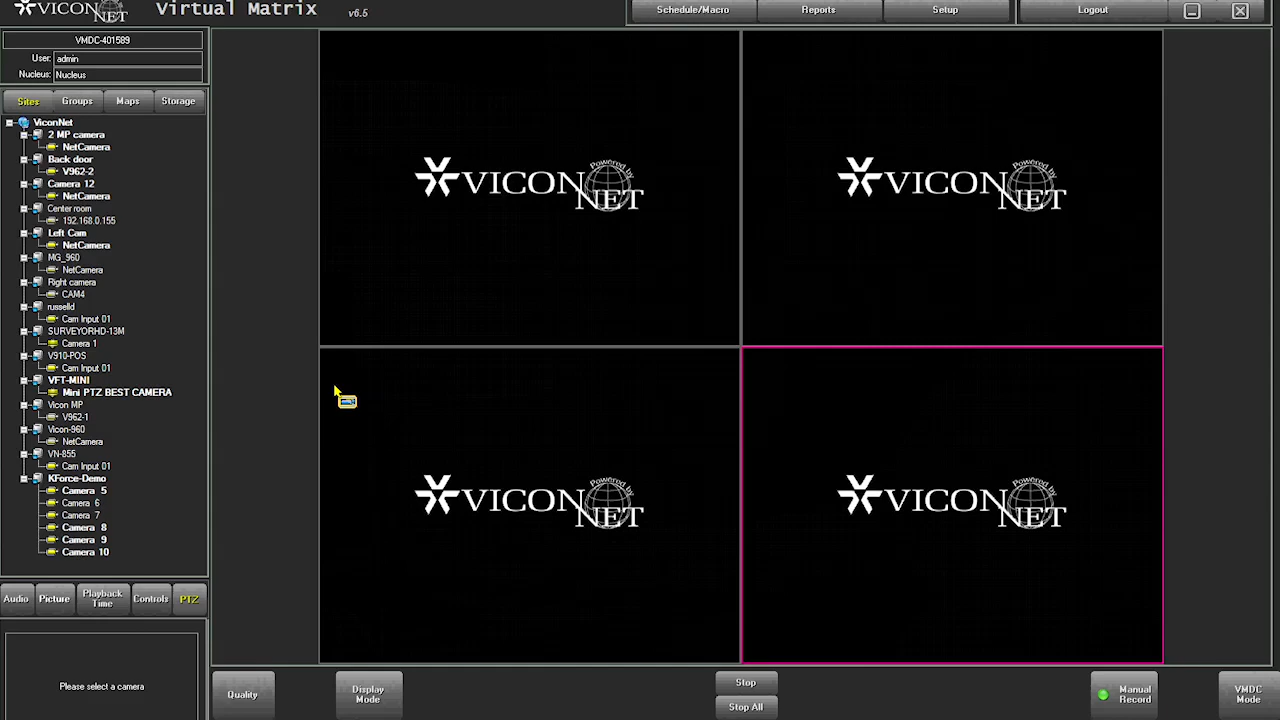 VICON NET Virtual Matrix v6.5
Schedule/Macro Reports Setup Logout
VMDC-401589
User: admin
Nucleus: Nucleus
Sites Groups Maps Storage
ViconNet
2 MP camera
NetCamera
Back door
V962-2
Camera 12
NetCamera
Center room
192.168.0.155
Left Cam
NetCamera
MG_960
NetCamera
Right camera
CAM4
russelld
Cam Input 01
SURVEYORHD-13M
Camera 1
V910-POS
Cam Input 01
VFT-MINI
Mini PTZ BEST CAMERA
Vicon MP
V962-1
Vicon-960
NetCamera
VN-855
Cam Input 01
KForce-Demo
Camera 5
Camera 6
Camera 7
Camera 8
Camera 9
Camera 10
Audio Picture Playback Time Controls PTZ
Please select a camera
VICON Powered by NET
VICON Powered by NET
VICON Powered by NET
VICON Powered by NET
Quality
Display Mode
Stop
Stop All
Manual Record
VMDC Mode